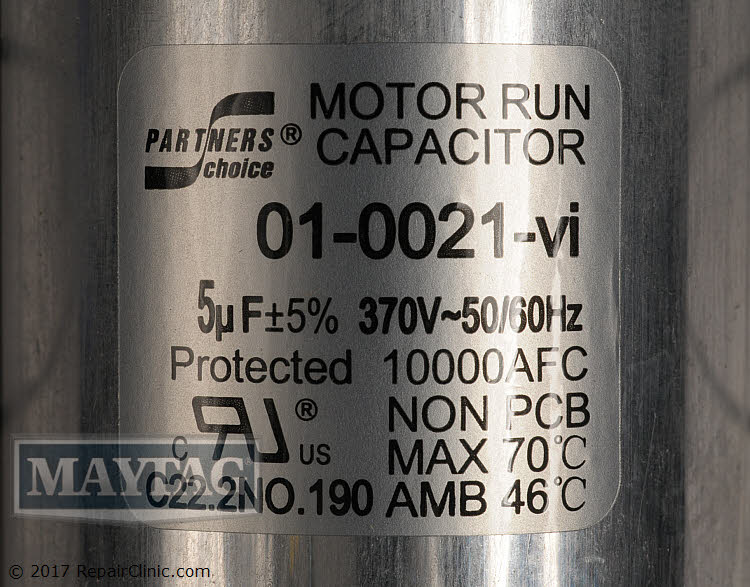 MOTOR RUN
PARTNERS® CAPACITOR
choice
01-0021-vi
5µF±5% 370V~50/60Hz
Protected 10000AFC
® NON PCB
C US MAX 70℃
MAYTAG
C22.2NO.190 AMB 46℃
© 2017 RepairClinic.com